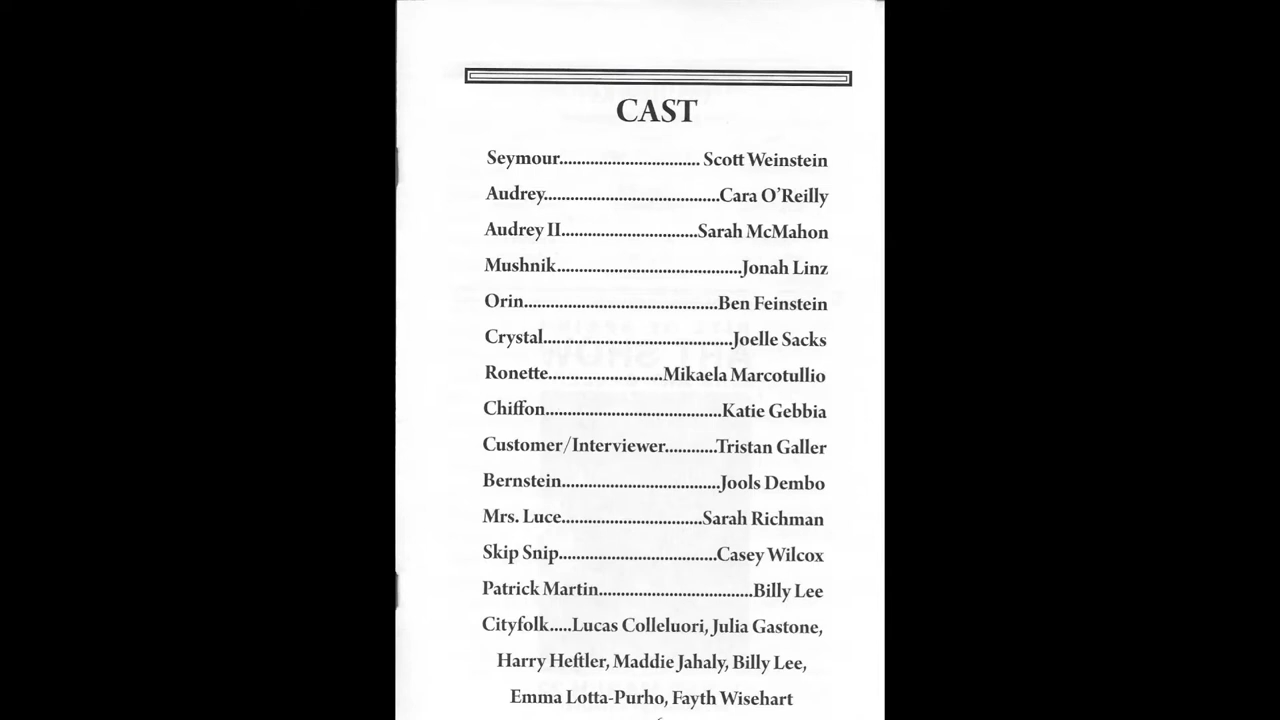 CAST
Seymour.............................. Scott Weinstein
Audrey......................................Cara O'Reilly
Audrey II.............................Sarah McMahon
Mushnik........................................Jonah Linz
Orin.........................................Ben Feinstein
Crystal........................................Joelle Sacks
Ronette........................Mikaela Marcotullio
Chiffon......................................Katie Gebbia
Customer/Interviewer...........Tristan Galler
Bernstein..................................Jools Dembo
Mrs. Luce..............................Sarah Richman
Skip Snip..................................Casey Wilcox
Patrick Martin.................................Billy Lee
Cityfolk.....Lucas Colleluori, Julia Gastone,
Harry Heftler, Maddie Jahaly, Billy Lee,
Emma Lotta-Purho, Fayth Wisehart